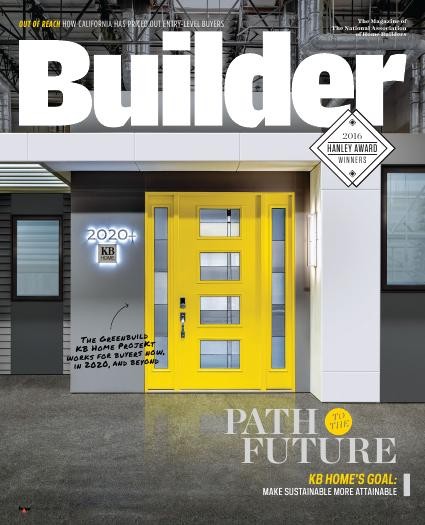 OUT OF REACH HOW CALIFORNIA HAS PRICED OUT ENTRY-LEVEL BUYERS
The Magazine of
The National Association
of Home Builders
Builder
2016
HANLEY AWARD
WINNERS
2020+
KB
HOME
THE GREENBUILD
KB HOME PROJEKT
WORKS FOR BUYERS NOW,
IN 2020, AND BEYOND
PATH TO THE
FUTURE
KB HOME'S GOAL:
MAKE SUSTAINABLE MORE ATTAINABLE